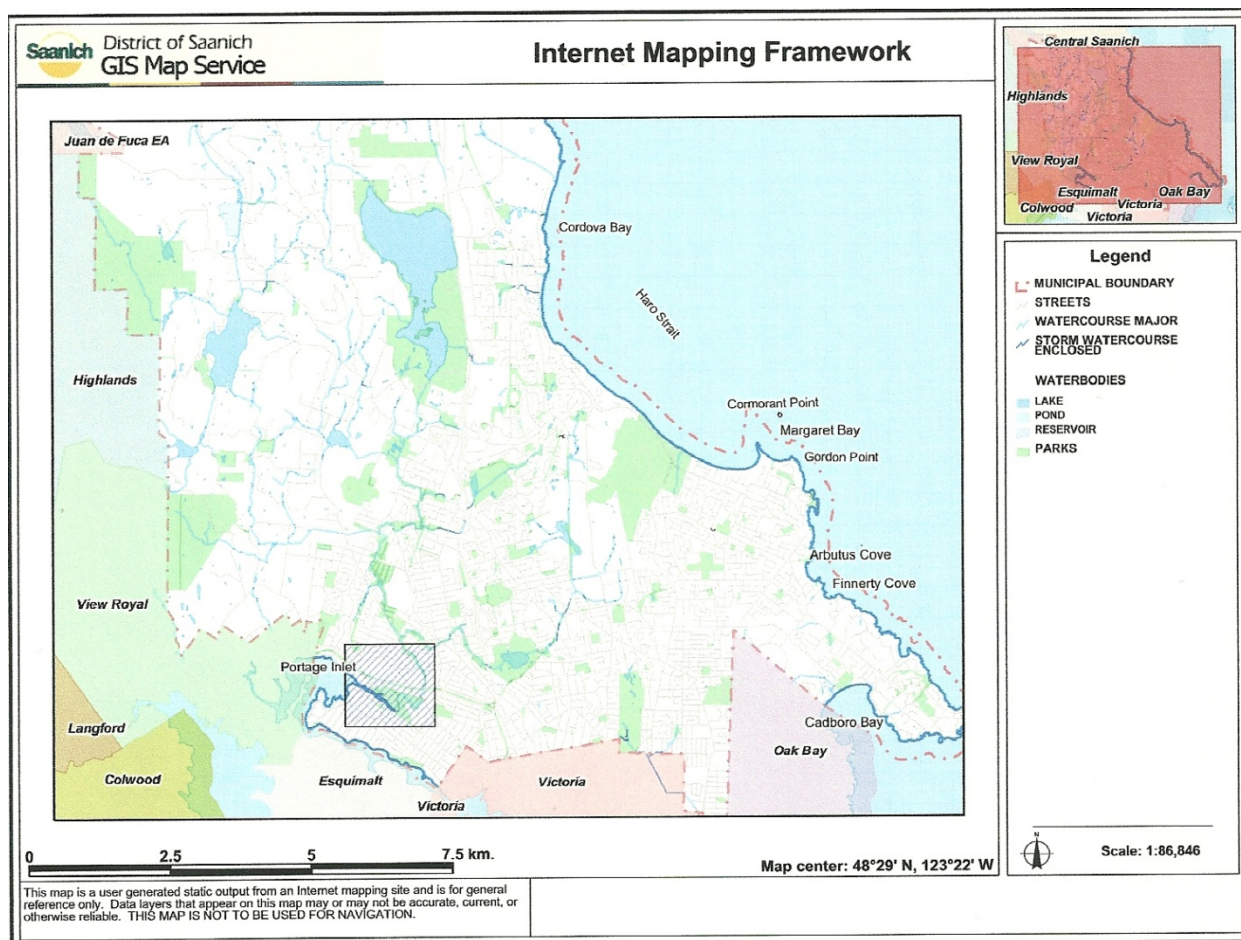 Saanich
District of Saanich
GIS Map Service
Internet Mapping Framework
Central Saanich
Highlands
View Royal
Esquimalt
Oak Bay
Colwood
Victoria
Victoria
Juan de Fuca EA
Cordova Bay
Haro Strait
Highlands
Cormorant Point
Margaret Bay
Gordon Point
Arbutus Cove
Finnerty Cove
View Royal
Portage Inlet
Langford
Cadboro Bay
Colwood
Esquimalt
Victoria
Victoria
Oak Bay
Legend
MUNICIPAL BOUNDARY
STREETS
WATERCOURSE MAJOR
STORM WATERCOURSE
ENCLOSED
WATERBODIES
LAKE
POND
RESERVOIR
PARKS
0 2.5 5 7.5 km.
Map center: 48°29' N, 123°22' W
N
Scale: 1:86,846
This map is a user generated static output from an Internet mapping site and is for general
reference only. Data layers that appear on this map may or may not be accurate, current, or
otherwise reliable. THIS MAP IS NOT TO BE USED FOR NAVIGATION.